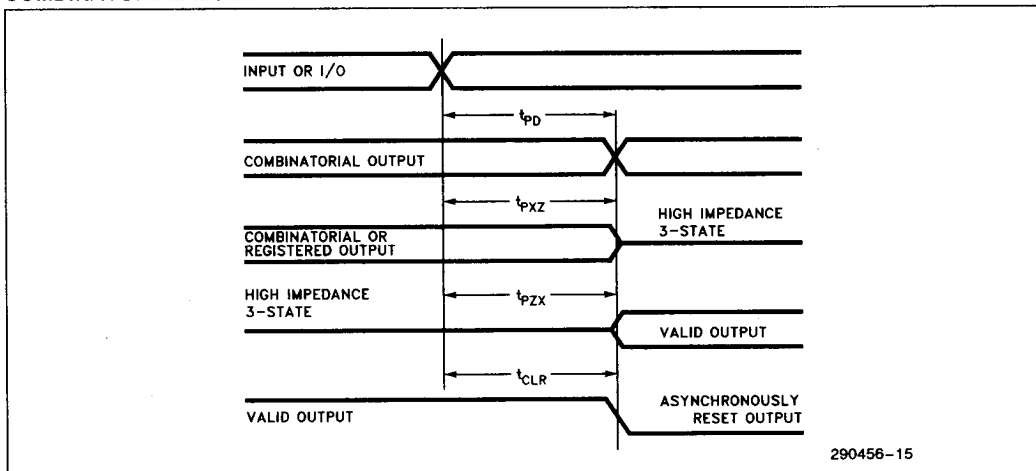 INPUT OR I/O
tPD
COMBINATORIAL OUTPUT
tPXZ
HIGH IMPEDANCE
3-STATE
COMBINATORIAL OR
REGISTERED OUTPUT
HIGH IMPEDANCE
3-STATE
tPZX
VALID OUTPUT
tCLR
VALID OUTPUT
ASYNCHRONOUSLY
RESET OUTPUT
290456-15